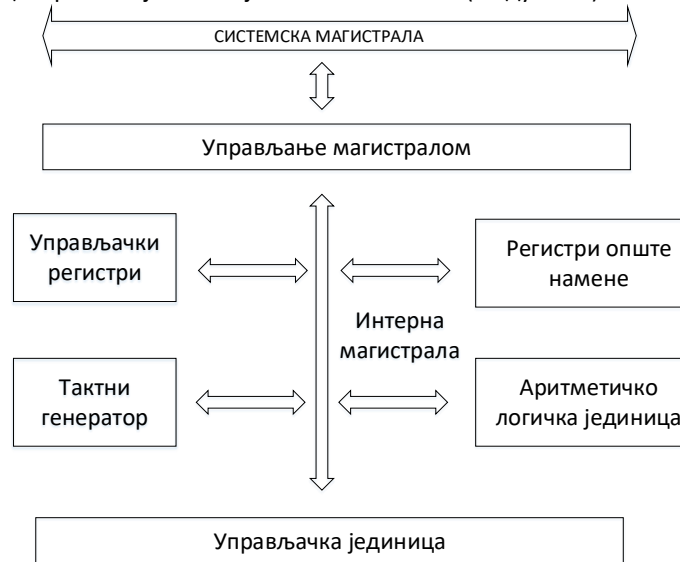 СИСТЕМСКА МАГИСТРАЛА
Управљање магистралом
Управљачки
регистри
Регистри опште
намене
Интерна
магистрала
Тактни
генератор
Аритметичко
логичка јединица
Управљачка јединица